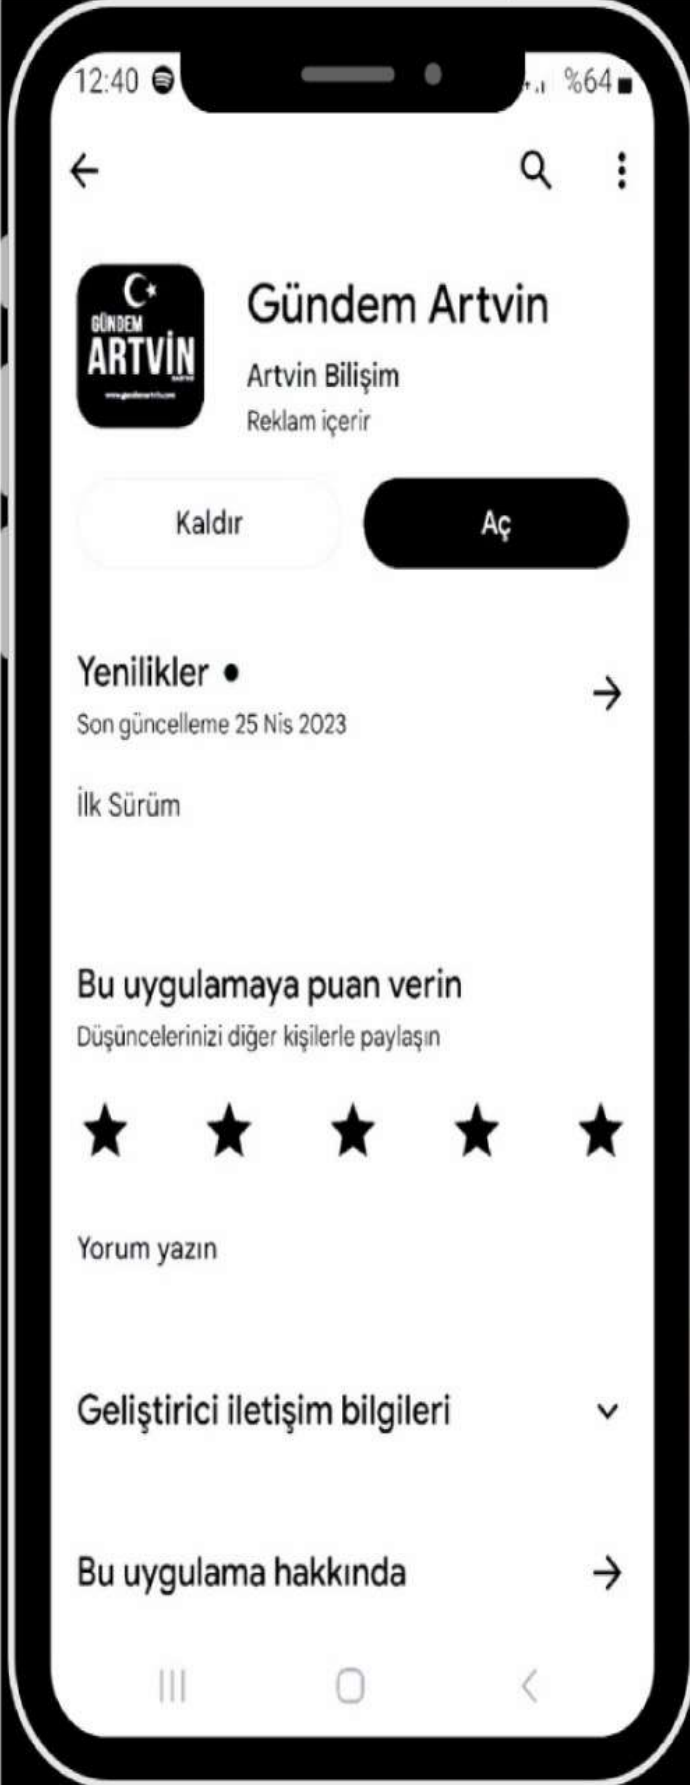 12:40
%64
GÜNDEM
ARTVİN
Gündem Artvin
Artvin Bilişim
Reklam içerir
Kaldır
Aç
Yenilikler
Son güncelleme 25 Nis 2023
İlk Sürüm
Bu uygulamaya puan verin
Düşüncelerinizi diğer kişilerle paylaşın
Yorum yazın
Geliştirici iletişim bilgileri
Bu uygulama hakkında